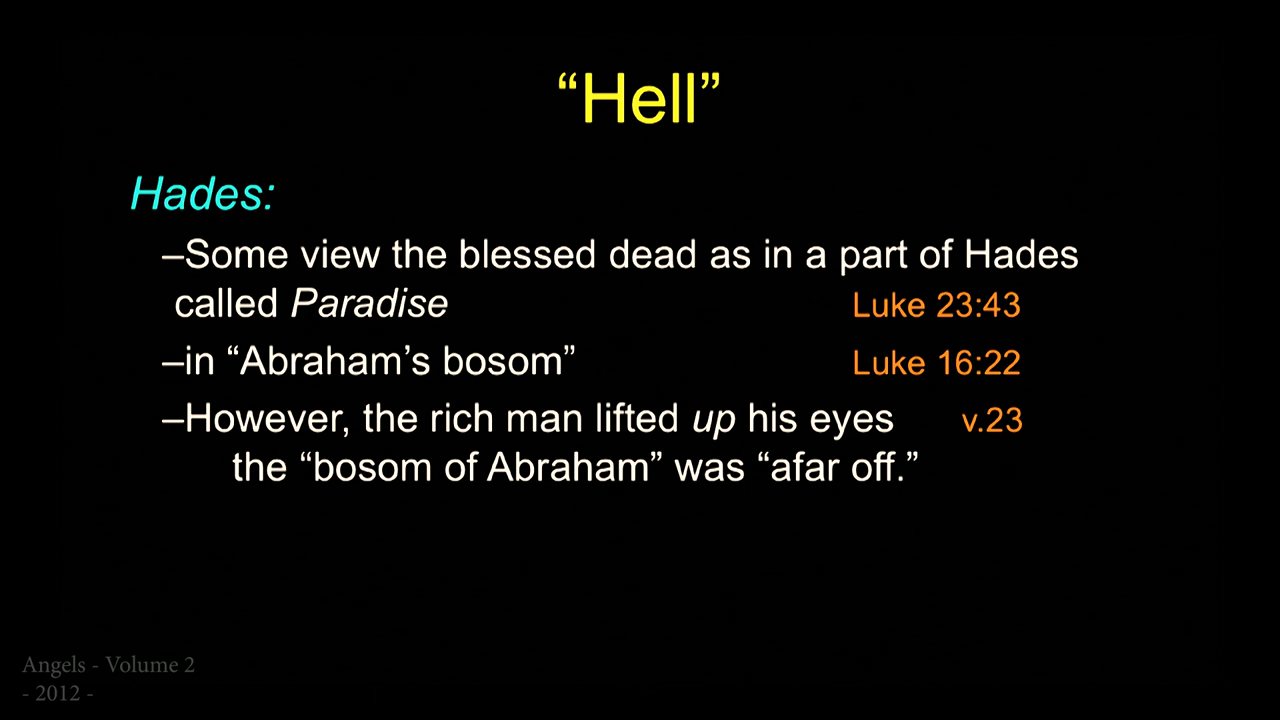 “Hell”
Hades:
–Some view the blessed dead as in a part of Hades
called Paradise Luke 23:43
–in “Abraham’s bosom” Luke 16:22
–However, the rich man lifted up his eyes v.23
the “bosom of Abraham” was “afar off.”
Angels - Volume 2
- 2012 -